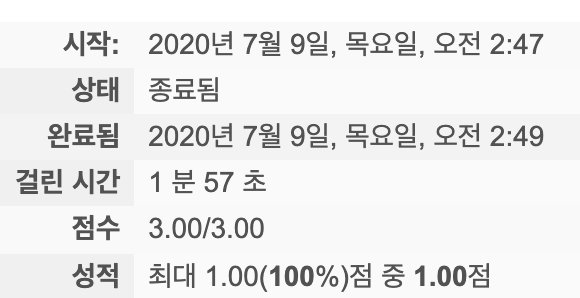 시작: 2020년 7월 9일, 목요일, 오전 2:47
상태 종료됨
완료됨 2020년 7월 9일, 목요일, 오전 2:49
걸린 시간 1 분 57 초
점수 3.00/3.00
성적 최대 1.00(100%)점 중 1.00점